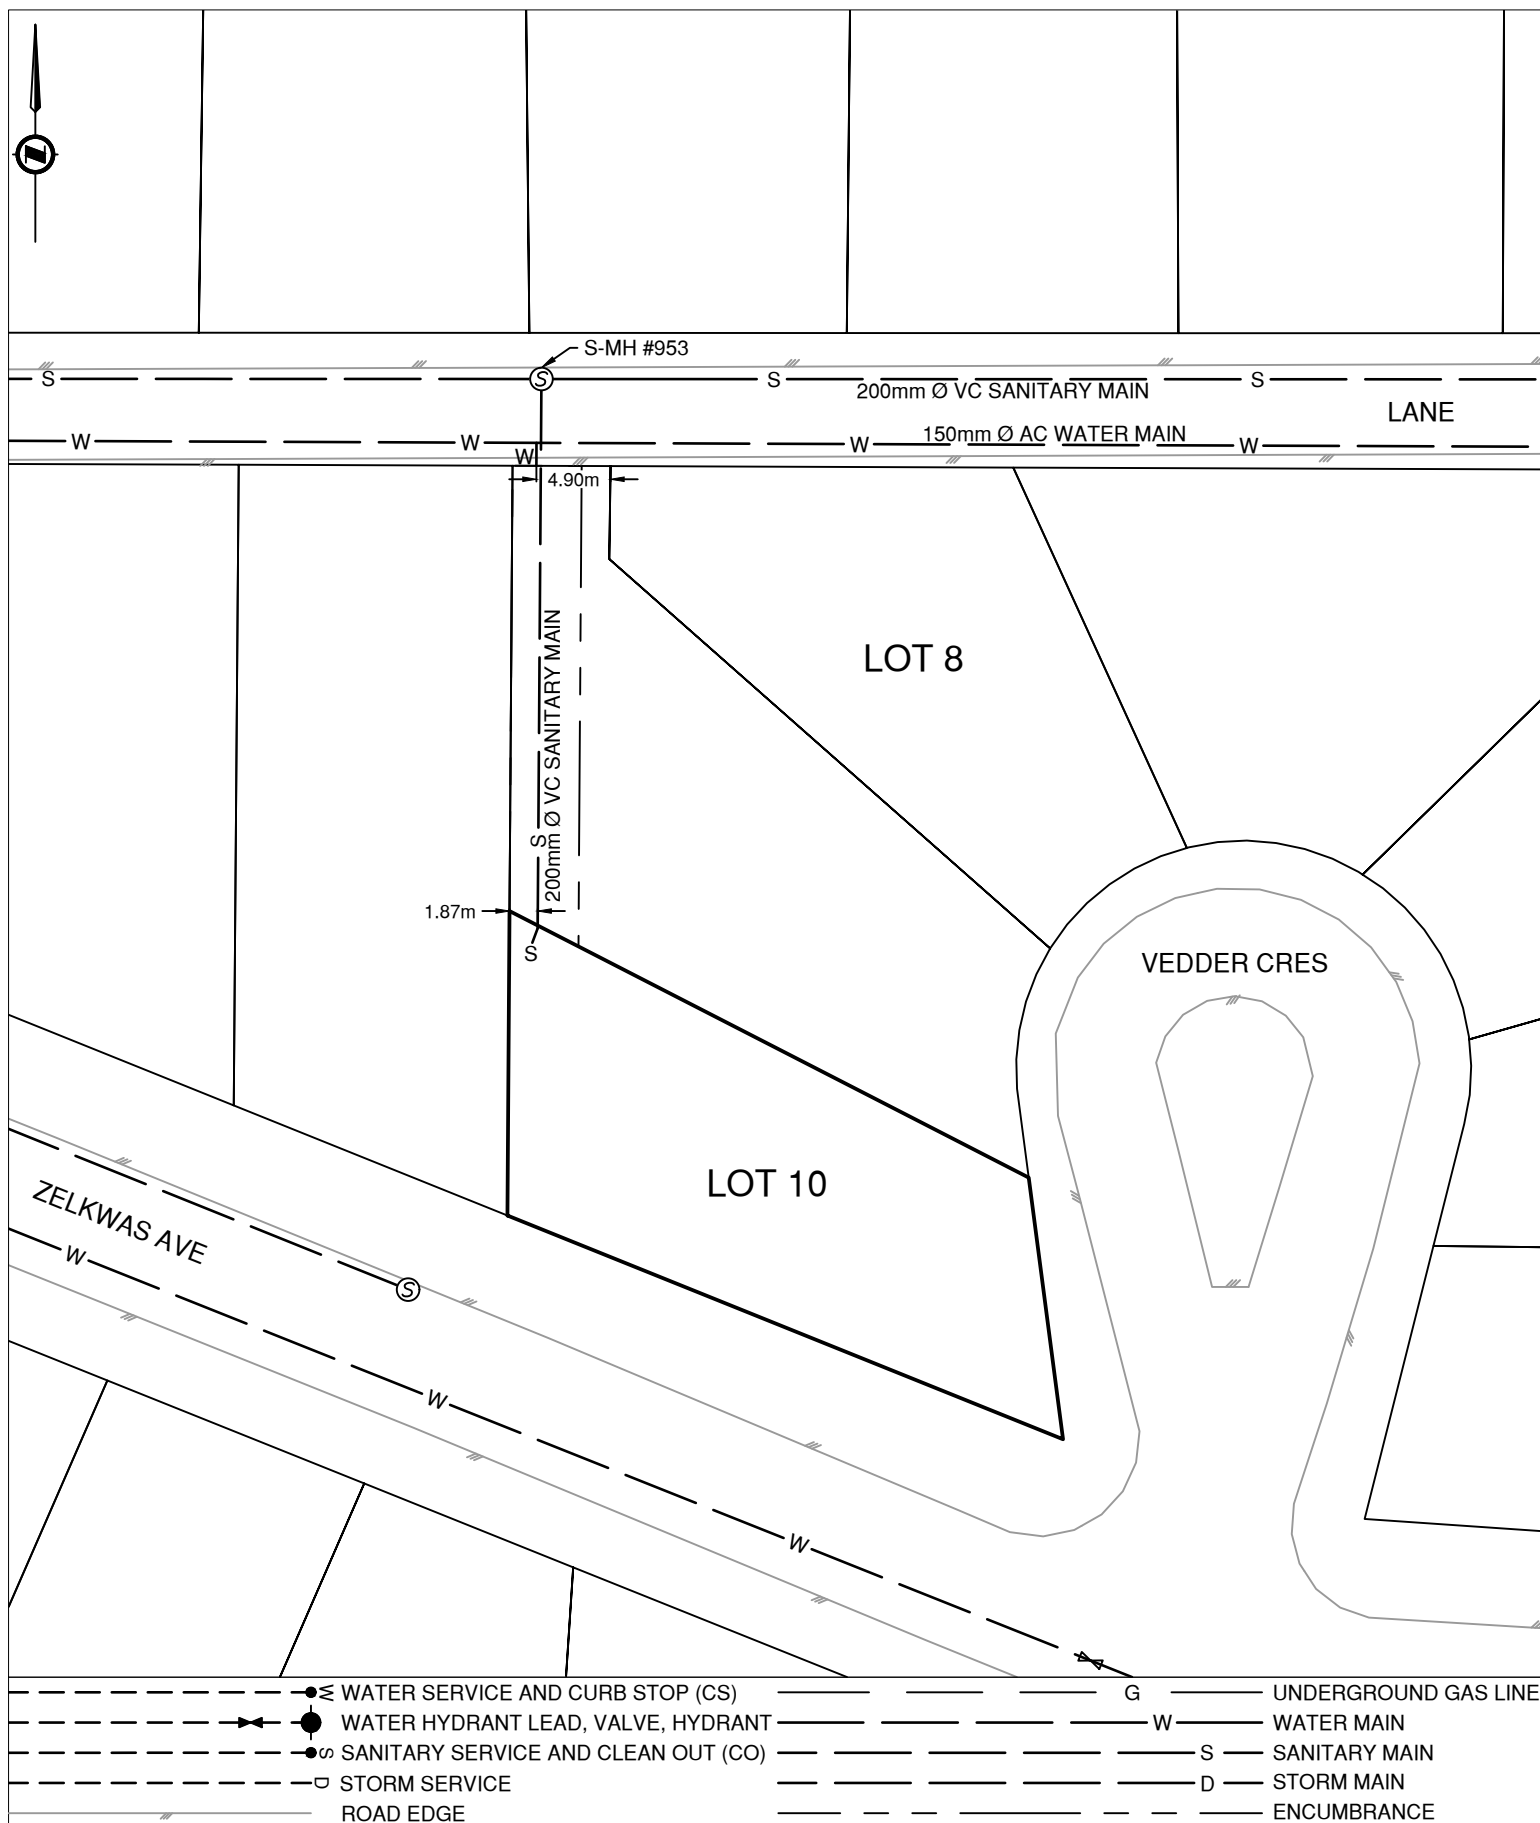 N
S-MH #953
S
S
S
S
200mm Ø VC SANITARY MAIN
LANE
W
W
W
150mm Ø AC WATER MAIN
W
W
4.90m
LOT 8
200mm Ø VC SANITARY MAIN
S
1.87m
S
VEDDER CRES
LOT 10
ZELKWAS AVE
W
S
W
W
W WATER SERVICE AND CURB STOP (CS)
WATER HYDRANT LEAD, VALVE, HYDRANT
S SANITARY SERVICE AND CLEAN OUT (CO)
D STORM SERVICE
ROAD EDGE
G UNDERGROUND GAS LINE
W WATER MAIN
S SANITARY MAIN
D STORM MAIN
ENCUMBRANCE